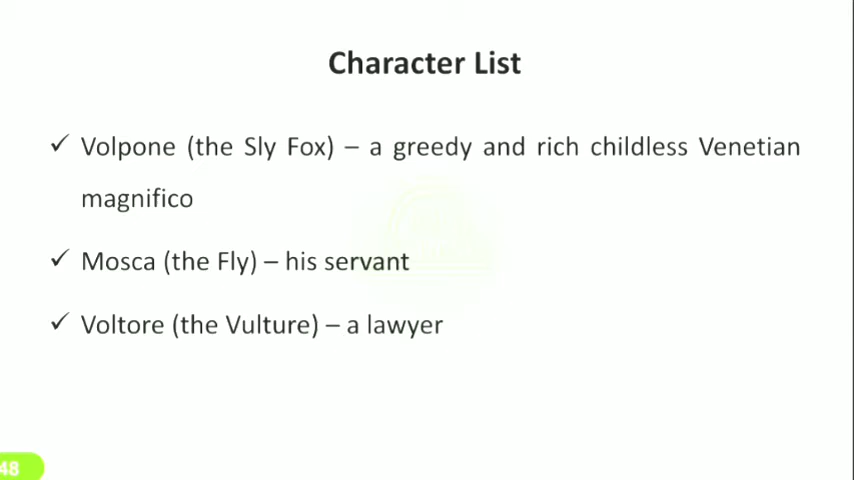 Character List
✓ Volpone (the Sly Fox) – a greedy and rich childless Venetian
magnifico
✓ Mosca (the Fly) – his servant
✓ Voltore (the Vulture) – a lawyer
48